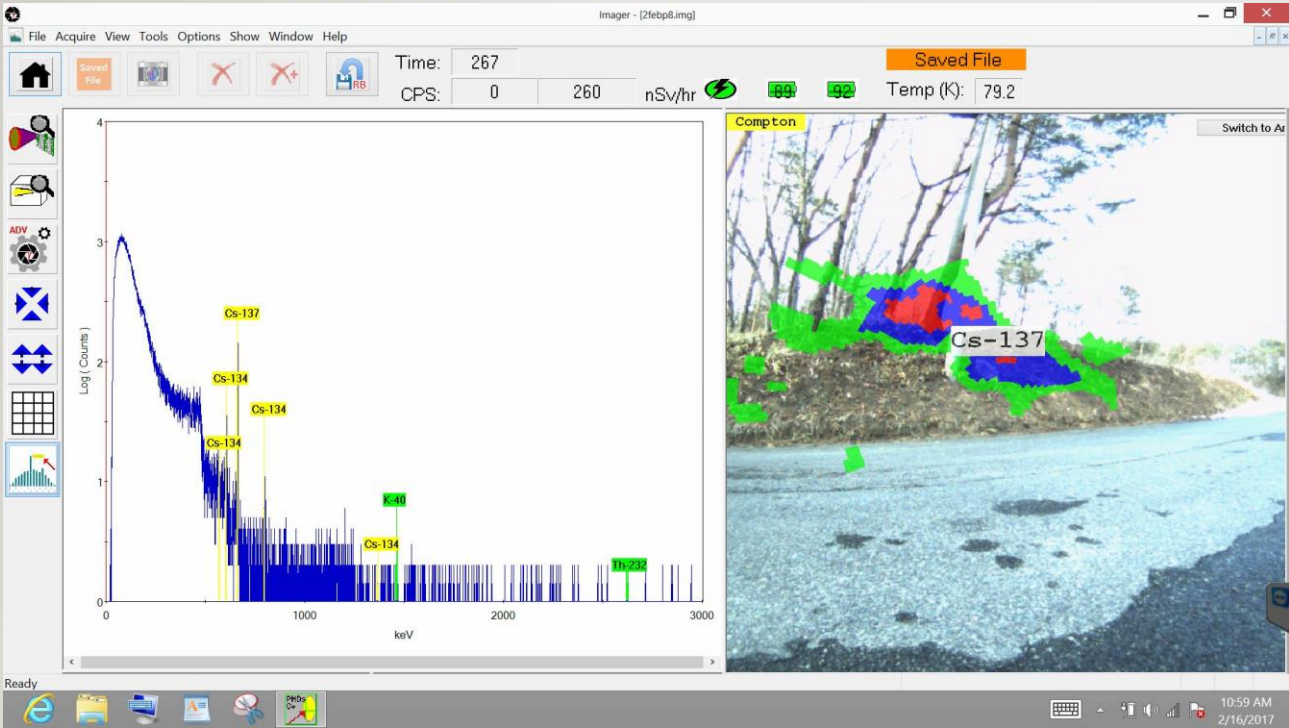 Imager - [2febp8.img]
File Acquire View Tools Options Show Window Help
Saved File
RB
Time: 267
CPS: 0 260 nSv/hr
89 92
Saved File
Temp (K): 79.2
ADV
4
3
2
1
0
Log ( Counts )
Cs-137
Cs-134
Cs-134
Cs-134
K-40
Cs-134
Th-232
0 1000 2000 3000
keV
Compton
Switch to Ar
Cs-137
Ready
PHDs
Co
10:59 AM
2/16/2017